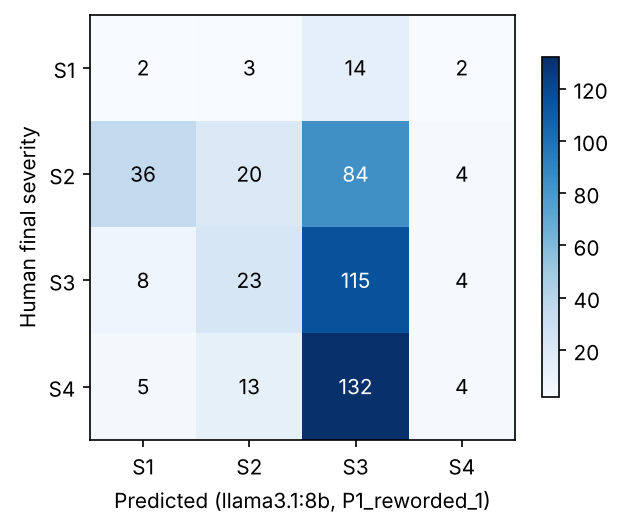 S1 2 3 14 2
S2 36 20 84 4
S3 8 23 115 4
S4 5 13 132 4
S1 S2 S3 S4
Predicted (llama3.1:8b, P1_reworded_1)
Human final severity
120
100
80
60
40
20